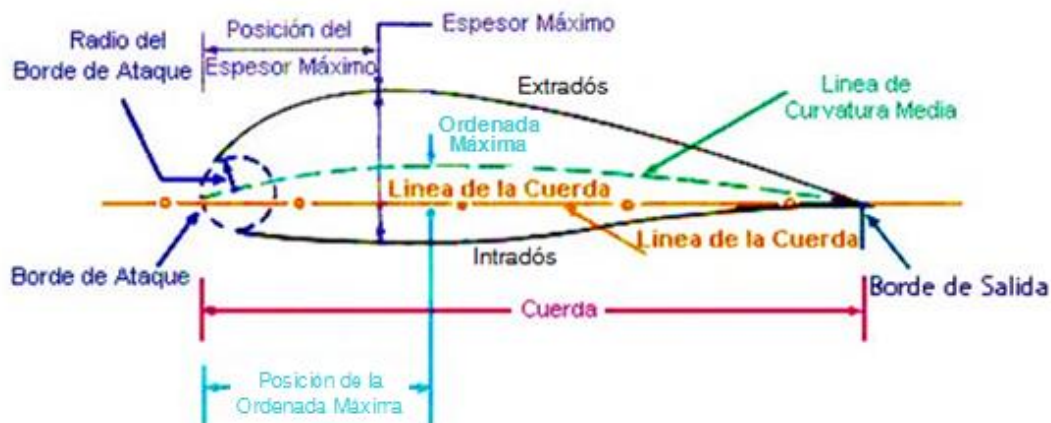 Posición del
Espesor Máximo
Espesor Máximo
Radio del
Borde de Ataque
Extradós
Linea de
Curvatura Media
Ordenada
Máxima
Linea de la Cuerda
Linea de la Cuerda
Intradós
Borde de Ataque
Borde de Salida
Cuerda
Posición de la
Ordenada Máxima